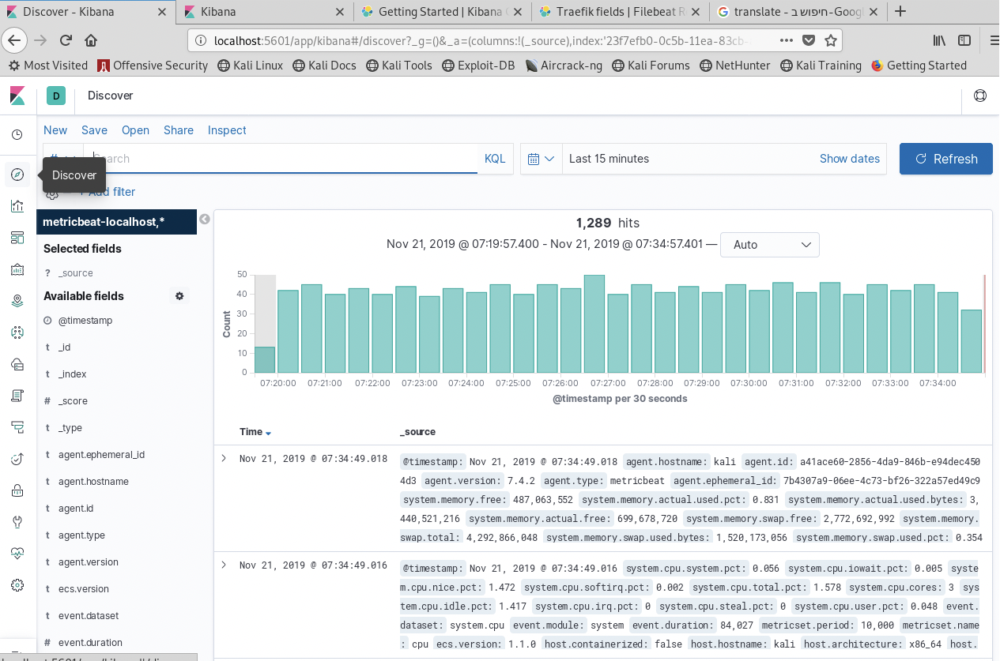 Discover - Kibana
Kibana
Getting Started | Kibana
Traefik fields | Filebeat R
translate - חיפוש ב-Goog
localhost:5601/app/kibana#/discover?_g=()&_a=(columns:!(_source),index:'23f7efb0-0c5b-11ea-83cb-
Most Visited Offensive Security Kali Linux Kali Docs Kali Tools Exploit-DB Aircrack-ng Kali Forums NetHunter Kali Training Getting Started
D Discover
New Save Open Share Inspect
Search KQL Last 15 minutes Show dates Refresh
Discover
Add filter
metricbeat-localhost,*
Selected fields
? _source
Available fields
@timestamp
t _id
t _index
# _score
t _type
t agent.ephemeral_id
t agent.hostname
t agent.id
t agent.type
t agent.version
t ecs.version
t event.dataset
# event.duration
1,289 hits
Nov 21, 2019 @ 07:19:57.400 - Nov 21, 2019 @ 07:34:57.401 — Auto
50
40
30
20
10
0
Count
07:20:00 07:21:00 07:22:00 07:23:00 07:24:00 07:25:00 07:26:00 07:27:00 07:28:00 07:29:00 07:30:00 07:31:00 07:32:00 07:33:00 07:34:00
@timestamp per 30 seconds
Time _source
Nov 21, 2019 @ 07:34:49.018
@timestamp: Nov 21, 2019 @ 07:34:49.018 agent.hostname: kali agent.id: a41ace60-2856-4da9-846b-e94dec450
4d3 agent.version: 7.4.2 agent.type: metricbeat agent.ephemeral_id: 7b4307a9-06ee-4c73-bf26-322a57ed49c9
system.memory.free: 487,063,552 system.memory.actual.used.pct: 0.831 system.memory.actual.used.bytes: 3,
440,521,216 system.memory.actual.free: 699,678,720 system.memory.swap.free: 2,772,692,992 system.memory.
swap.total: 4,292,866,048 system.memory.swap.used.bytes: 1,520,173,056 system.memory.swap.used.pct: 0.354
Nov 21, 2019 @ 07:34:49.016
@timestamp: Nov 21, 2019 @ 07:34:49.016 system.cpu.system.pct: 0.056 system.cpu.iowait.pct: 0.005 syste
m.cpu.nice.pct: 1.472 system.cpu.softirq.pct: 0.002 system.cpu.total.pct: 1.578 system.cpu.cores: 3 sys
tem.cpu.idle.pct: 1.417 system.cpu.irq.pct: 0 system.cpu.steal.pct: 0 system.cpu.user.pct: 0.048 event.
dataset: system.cpu event.module: system event.duration: 84,027 metricset.period: 10,000 metricset.name
: cpu ecs.version: 1.1.0 host.containerized: false host.hostname: kali host.architecture: x86_64 host.